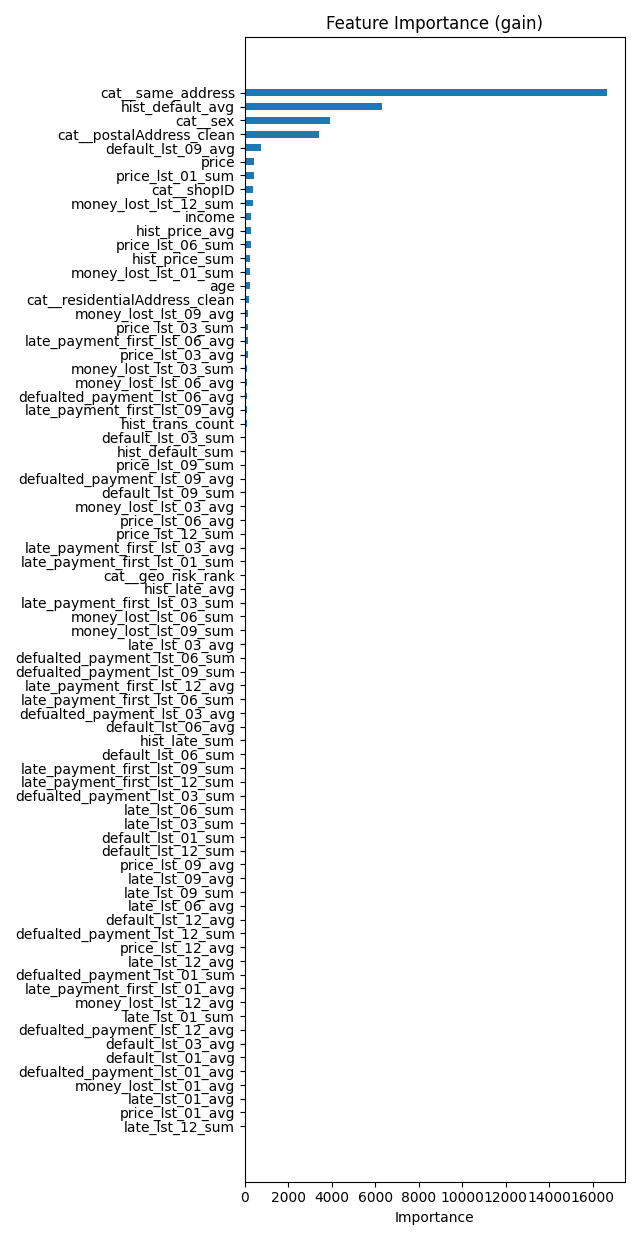 Feature Importance (gain)
cat__same_address
hist_default_avg
cat__sex
cat__postalAddress_clean
default_lst_09_avg
price
price_lst_01_sum
cat__shopID
money_lost_lst_12_sum
income
hist_price_avg
price_lst_06_sum
hist_price_sum
money_lost_lst_01_sum
age
cat__residentialAddress_clean
money_lost_lst_09_avg
price_lst_03_sum
late_payment_first_lst_06_avg
price_lst_03_avg
money_lost_lst_03_sum
money_lost_lst_06_avg
defualted_payment_lst_06_avg
late_payment_first_lst_09_avg
hist_trans_count
default_lst_03_sum
hist_default_sum
price_lst_09_sum
defualted_payment_lst_09_avg
default_lst_09_sum
money_lost_lst_03_avg
price_lst_06_avg
price_lst_12_sum
late_payment_first_lst_03_avg
late_payment_first_lst_01_sum
cat__geo_risk_rank
hist_late_avg
late_payment_first_lst_03_sum
money_lost_lst_06_sum
money_lost_lst_09_sum
late_lst_03_avg
defualted_payment_lst_06_sum
defualted_payment_lst_09_sum
late_payment_first_lst_12_avg
late_payment_first_lst_06_sum
defualted_payment_lst_03_avg
default_lst_06_avg
hist_late_sum
default_lst_06_sum
late_payment_first_lst_09_sum
late_payment_first_lst_12_sum
defualted_payment_lst_03_sum
late_lst_06_sum
late_lst_03_sum
default_lst_01_sum
default_lst_12_sum
price_lst_09_avg
late_lst_09_avg
late_lst_09_sum
late_lst_06_avg
default_lst_12_avg
defualted_payment_lst_12_sum
price_lst_12_avg
late_lst_12_avg
defualted_payment_lst_01_sum
late_payment_first_lst_01_avg
money_lost_lst_12_avg
late_lst_01_sum
defualted_payment_lst_12_avg
default_lst_03_avg
default_lst_01_avg
defualted_payment_lst_01_avg
money_lost_lst_01_avg
late_lst_01_avg
price_lst_01_avg
late_lst_12_sum
0 2000 4000 6000 8000 10000 12000 14000 16000
Importance